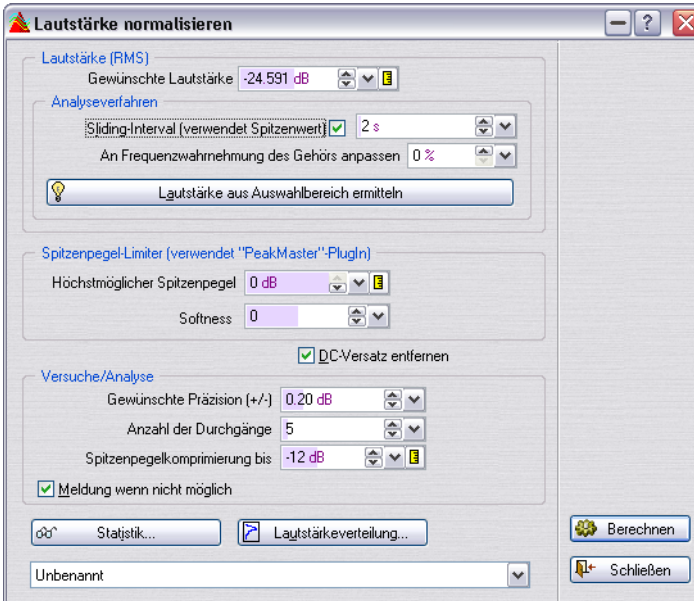 Lautstärke normalisieren
Lautstärke (RMS)
Gewünschte Lautstärke -24.591 dB
Analyseverfahren
Sliding-Interval (verwendet Spitzenwert) 2 s
An Frequenzwahrnehmung des Gehörs anpassen 0 %
Lautstärke aus Auswahlbereich ermitteln
Spitzenpegel-Limiter (verwendet "PeakMaster"-PlugIn)
Höchstmöglicher Spitzenpegel 0 dB
Softness 0
DC-Versatz entfernen
Versuche/Analyse
Gewünschte Präzision (+/-) 0.20 dB
Anzahl der Durchgänge 5
Spitzenpegelkomprimierung bis -12 dB
Meldung wenn nicht möglich
Statistik... Lautstärkeverteilung... Berechnen
Unbenannt Schließen